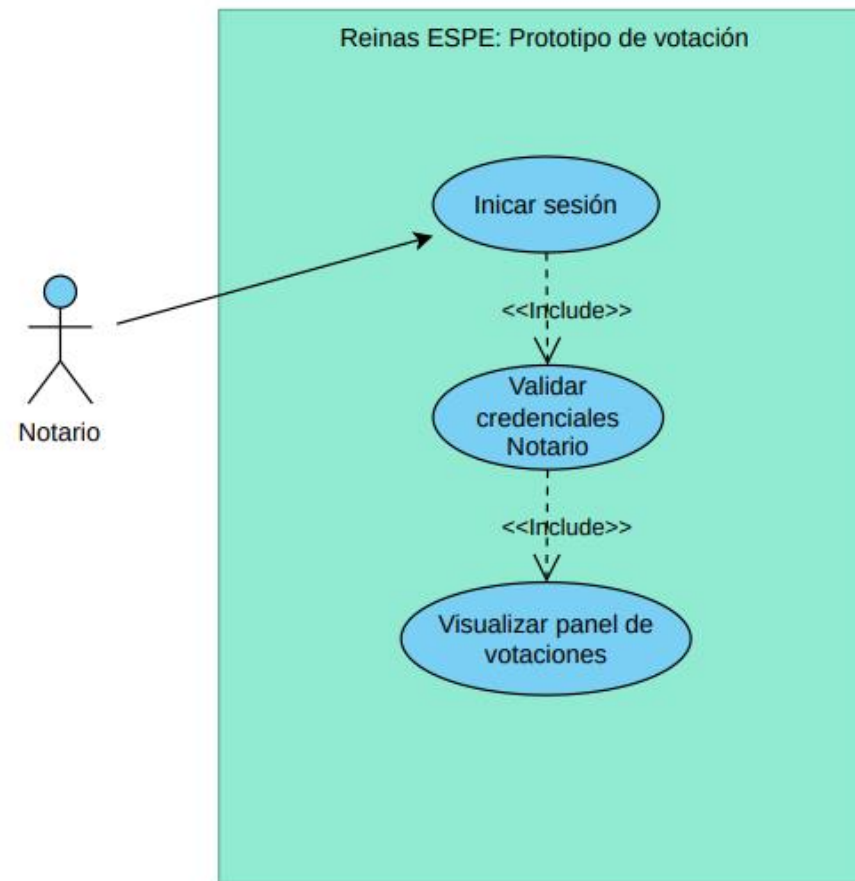 Reinas ESPE: Prototipo de votación
Inicar sesión
<<Include>>
Validar
credenciales
Notario
Notario
<<Include>>
Visualizar panel de
votaciones